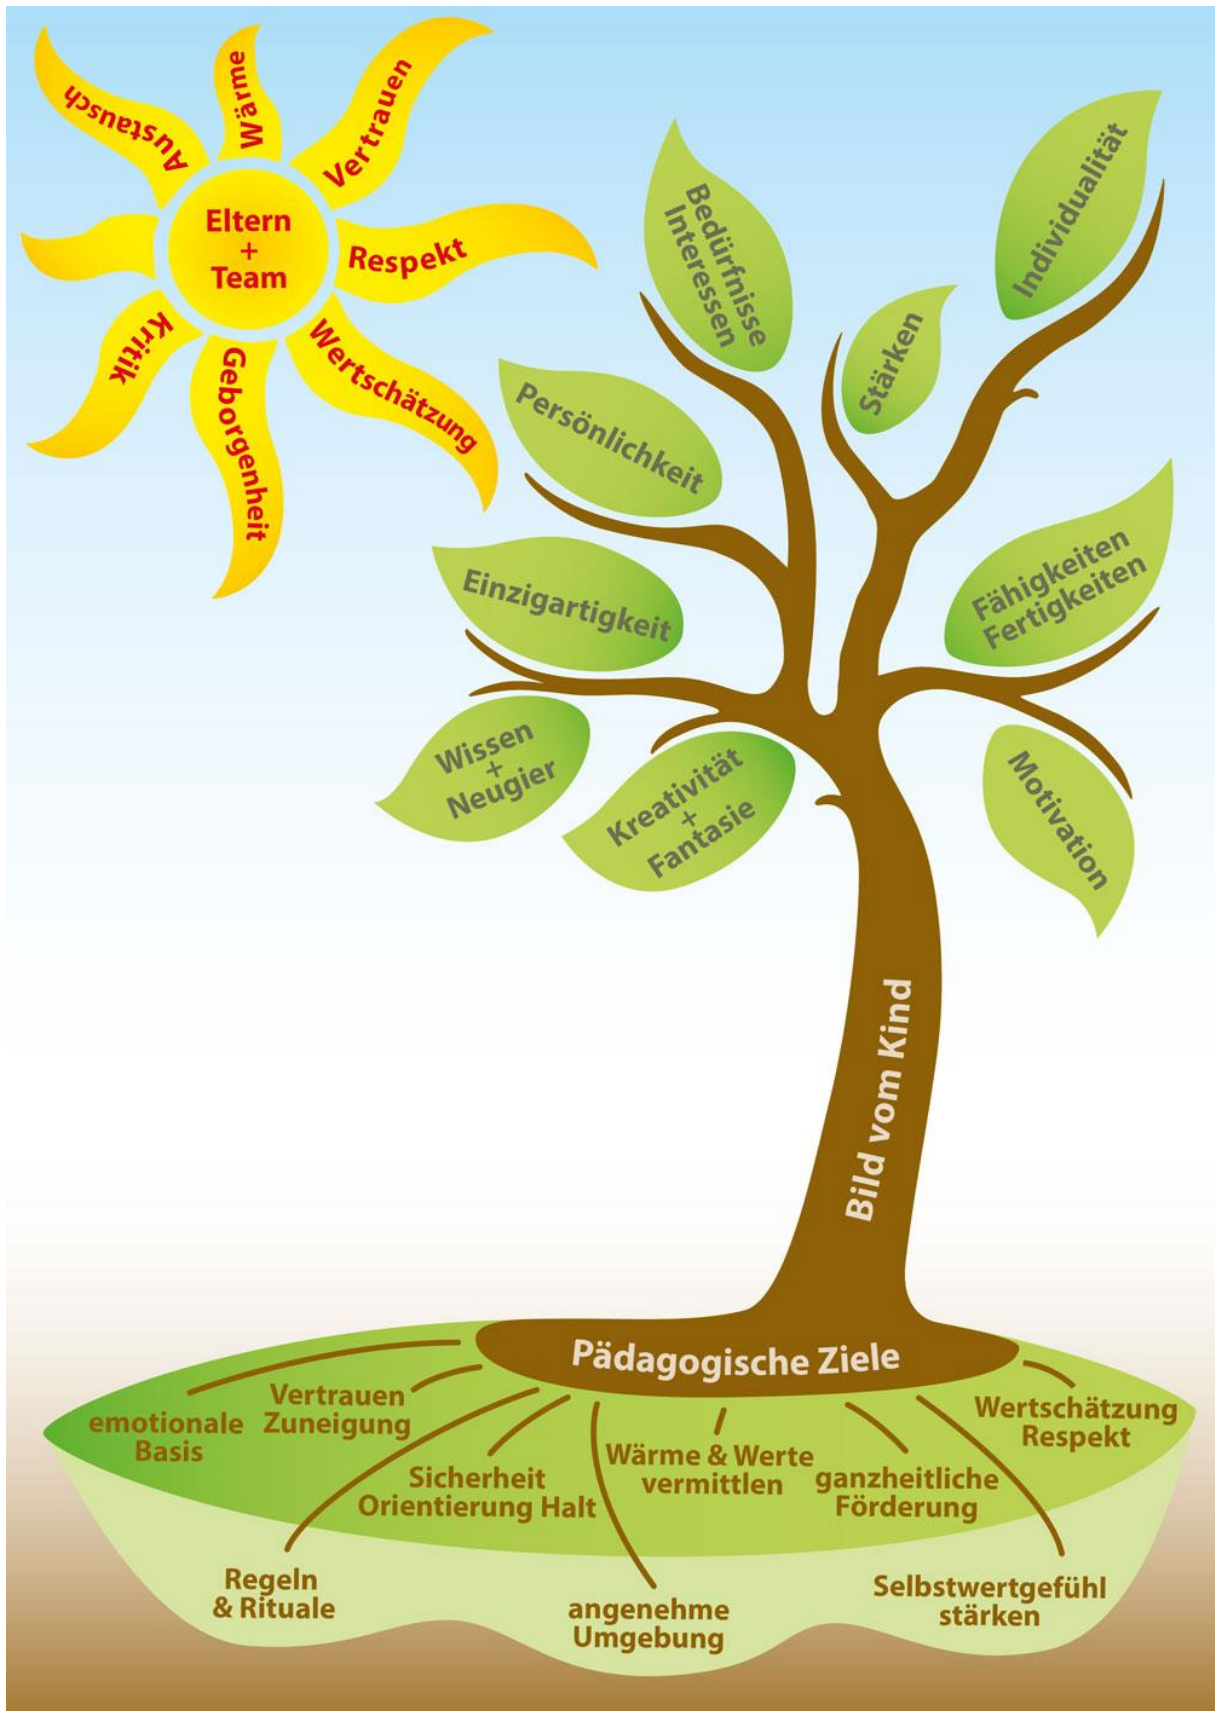 Austausch
Wärme
Vertrauen
Eltern
+
Team
Respekt
Kritik
Geborgenheit
Wertschätzung
Bedürfnisse
Interessen
Individualität
Stärken
Persönlichkeit
Einzigartigkeit
Fähigkeiten
Fertigkeiten
Wissen
+
Neugier
Kreativität
+
Fantasie
Motivation
Bild vom Kind
Pädagogische Ziele
emotionale
Basis
Vertrauen
Zuneigung
Sicherheit
Orientierung Halt
Wärme & Werte
vermittlen
ganzheitliche
Förderung
Wertschätzung
Respekt
Regeln
& Rituale
angenehme
Umgebung
Selbstwertgefühl
stärken